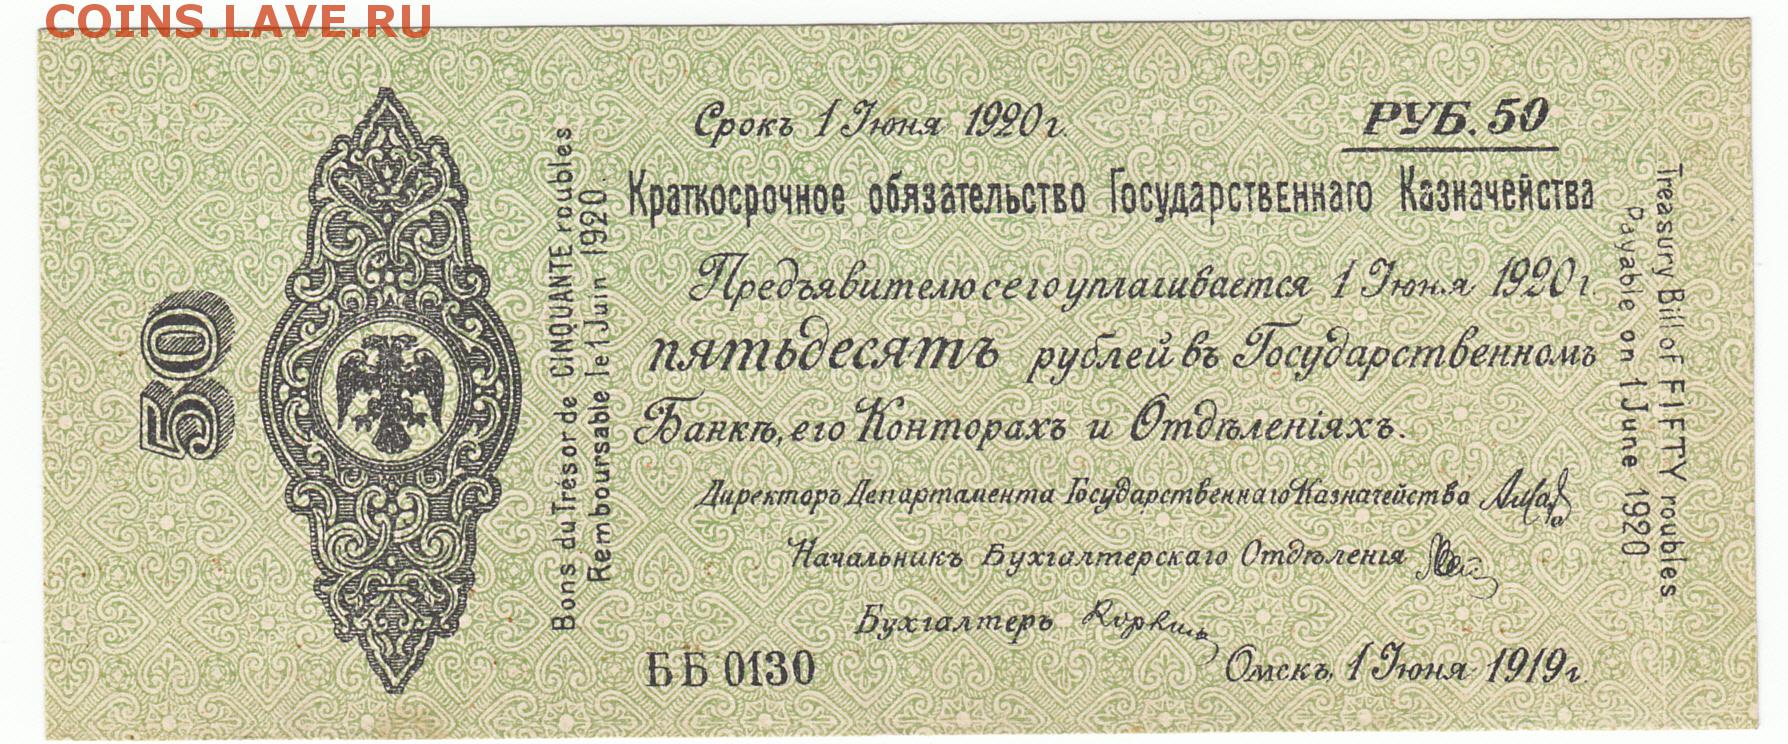 COINS.LAVE.RU
50
Bons du Trésor de CINQUANTE roubles
Remboursable le 1 Juin 1920.
Срокъ 1 Іюня 1920 г.
РУБ. 50
Краткосрочное обязательство Государственнаго Казначейства
Предъявителю сего уплачивается 1 Іюня 1920 г.
пятьдесятъ рублей въ Государственномъ
Банкѣ, его Конторахъ и Отдѣленіяхъ.
Директоръ Департамента Государственнаго Казначейства
Начальникъ Бухгалтерскаго Отдѣленія
Бухгалтеръ
ББ 0130
Омскъ, 1 Іюня 1919 г.
Treasury Bill of FIFTY roubles
Payable on 1 June 1920